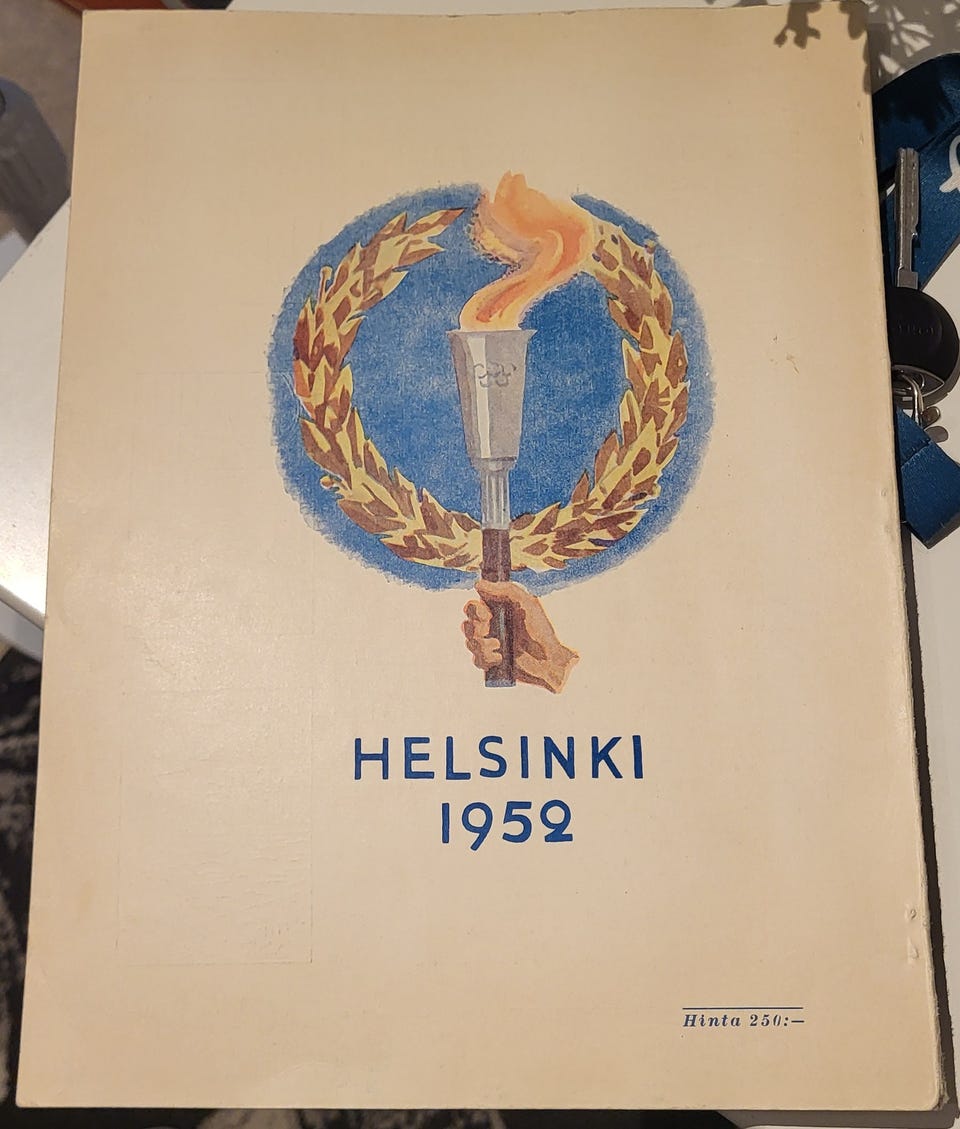 HELSINKI
1952
Hinta 250:—